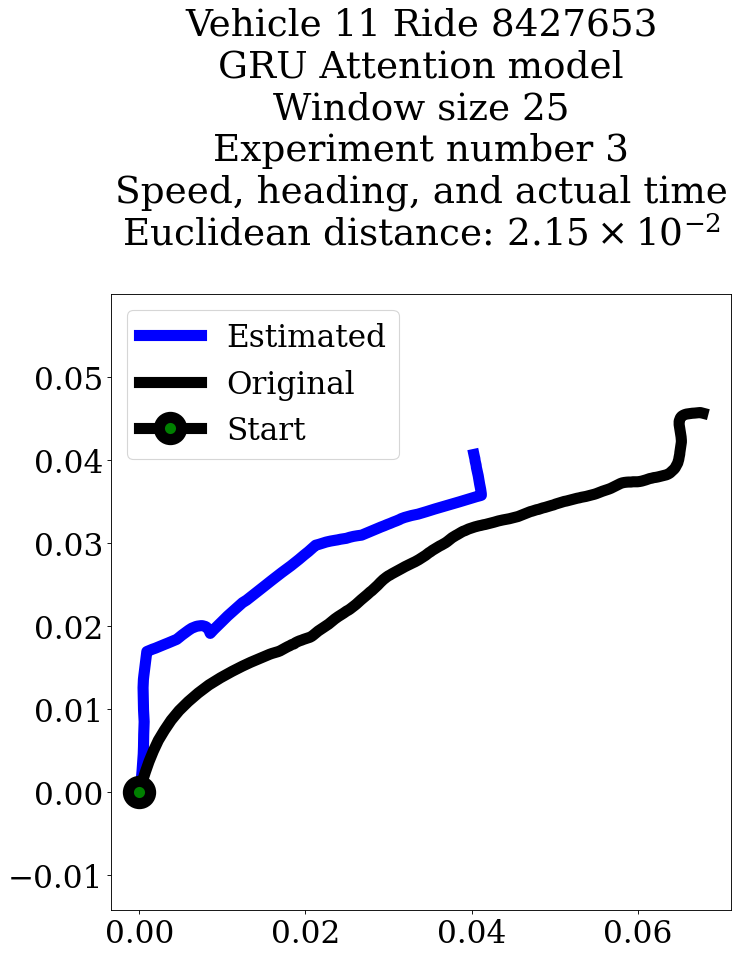 Vehicle 11 Ride 8427653
GRU Attention model
Window size 25
Experiment number 3
Speed, heading, and actual time
Euclidean distance: 2.15 × 10⁻²
Estimated
Original
Start
0.05
0.04
0.03
0.02
0.01
0.00
−0.01
0.00 0.02 0.04 0.06